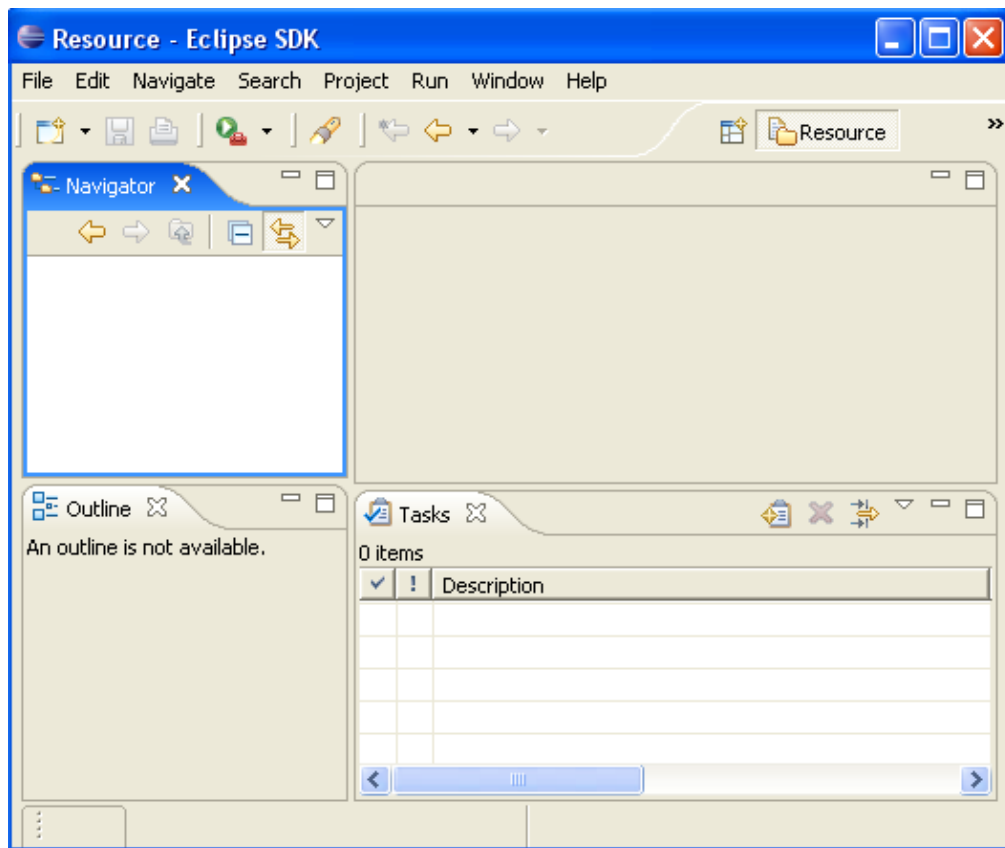 Resource - Eclipse SDK
File Edit Navigate Search Project Run Window Help
Resource »
Navigator
Outline
An outline is not available.
Tasks
0 items
! Description